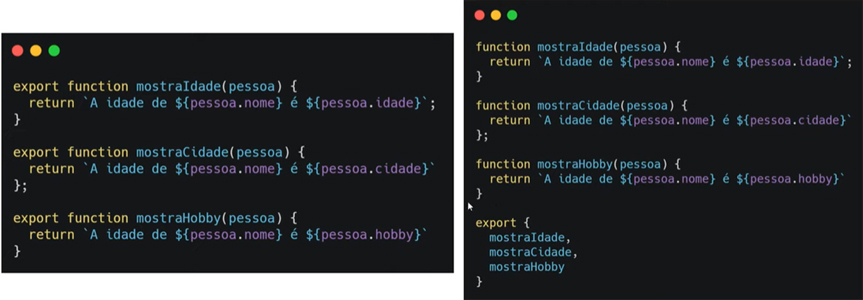 export function mostraIdade(pessoa) {
  return `A idade de ${pessoa.nome} é ${pessoa.idade}`;
}

export function mostraCidade(pessoa) {
  return `A idade de ${pessoa.nome} é ${pessoa.cidade}`
};

export function mostraHobby(pessoa) {
  return `A idade de ${pessoa.nome} é ${pessoa.hobby}`
}

function mostraIdade(pessoa) {
  return `A idade de ${pessoa.nome} é ${pessoa.idade}`;
}

function mostraCidade(pessoa) {
  return `A idade de ${pessoa.nome} é ${pessoa.cidade}`
};

function mostraHobby(pessoa) {
  return `A idade de ${pessoa.nome} é ${pessoa.hobby}`
}

export {
  mostraIdade,
  mostraCidade,
  mostraHobby
}